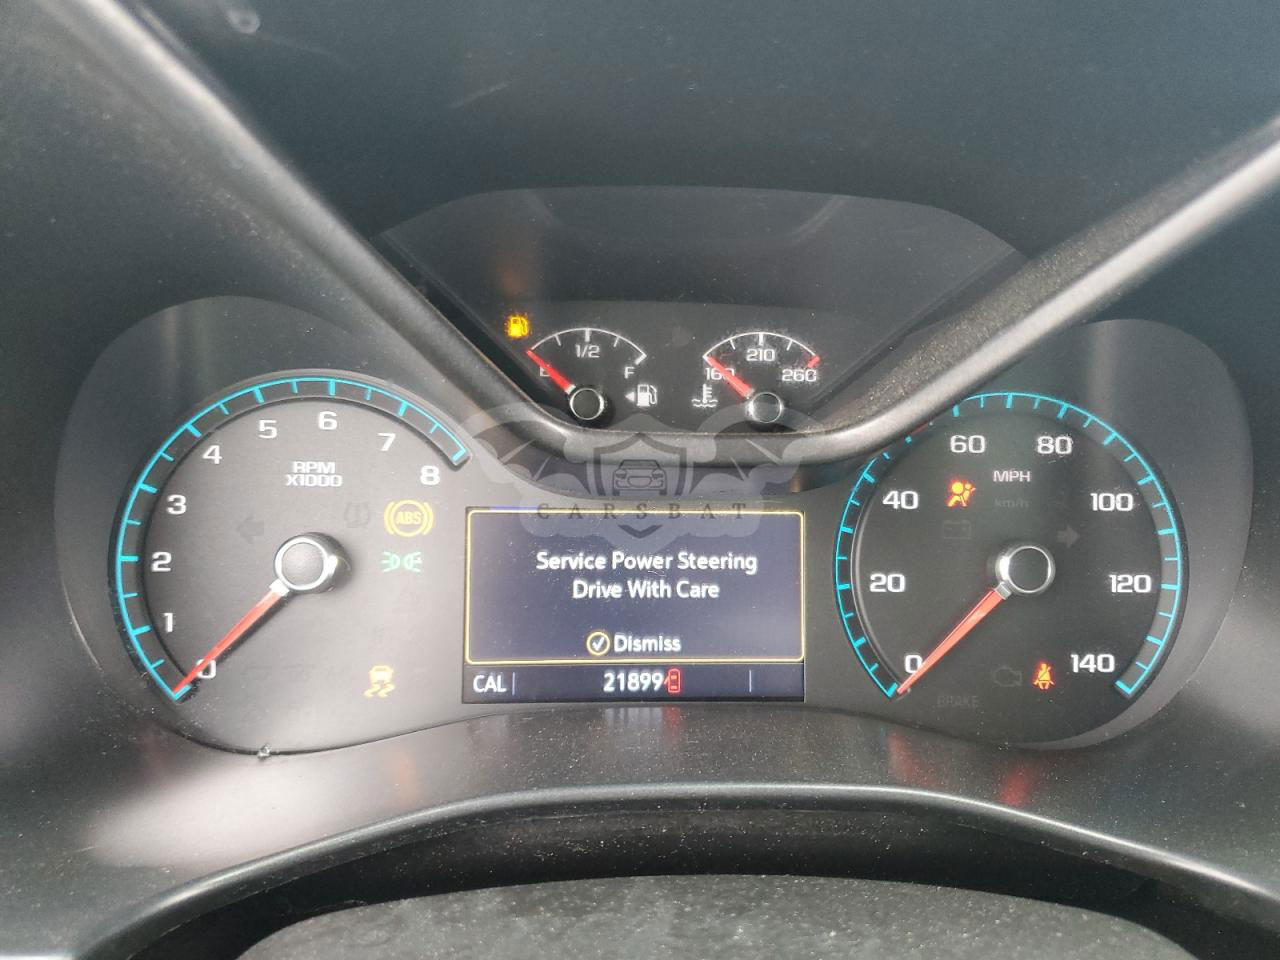 1/2
F
160
210
260
0
1
2
3
4
5
6
7
8
RPM
X1000
ABS
CARSBAT
Service Power Steering
Drive With Care
Dismiss
CAL
21899
0
20
40
60
80
100
120
140
MPH
km/h
BRAKE